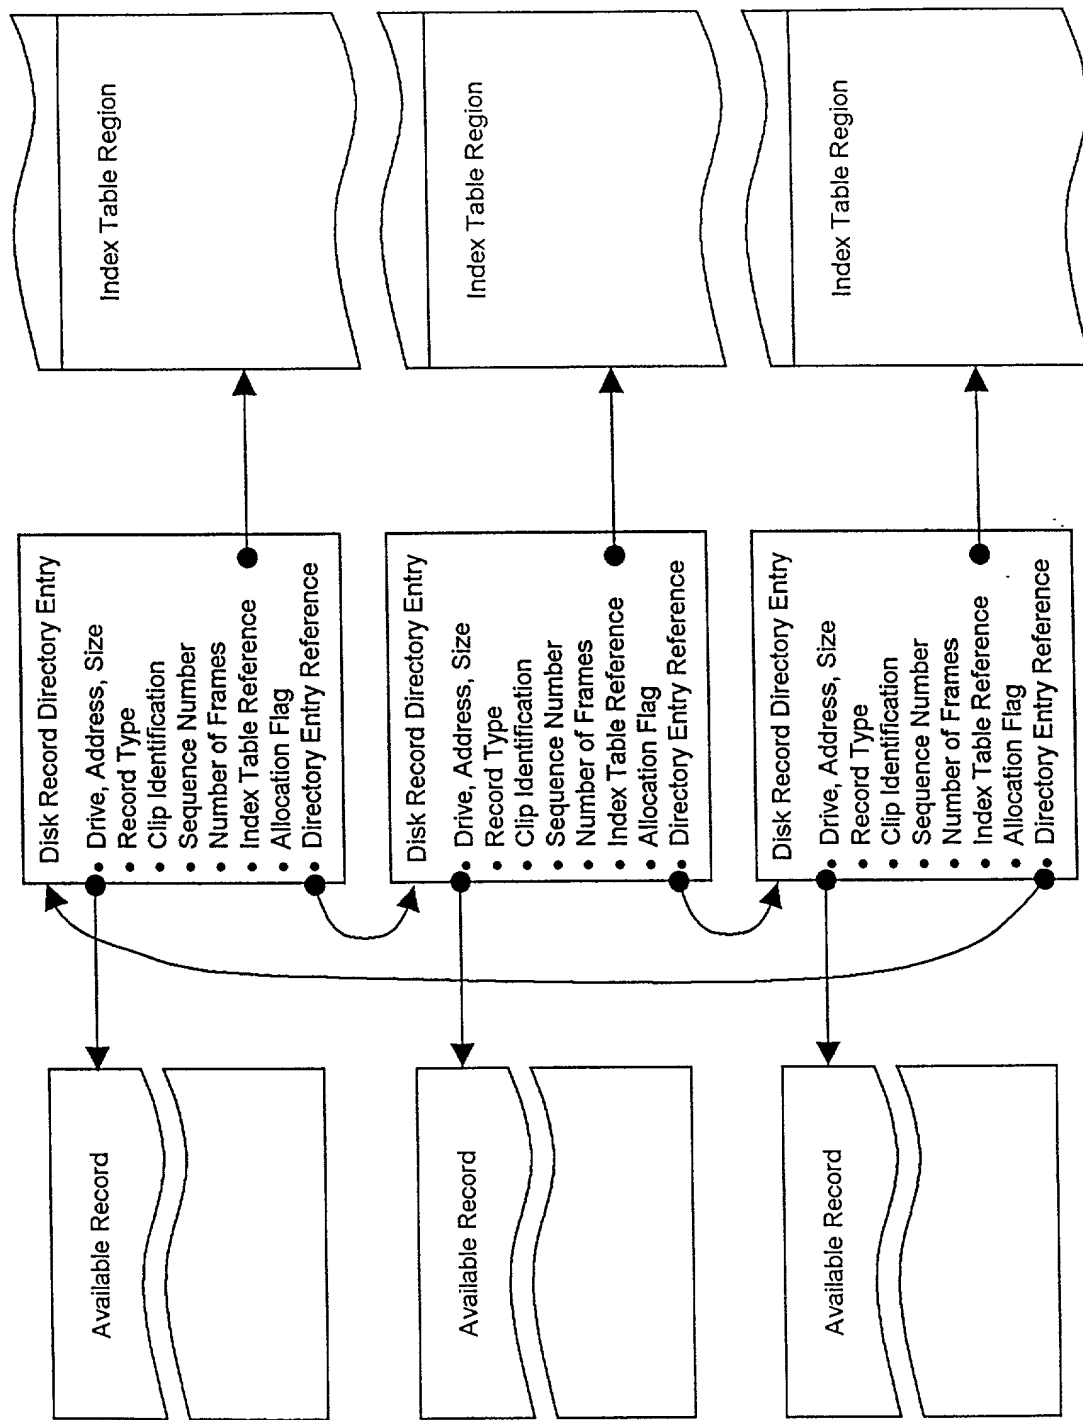 Available Record
Disk Record Directory Entry
• Drive, Address, Size
• Record Type
• Clip Identification
• Sequence Number
• Number of Frames
• Index Table Reference
• Allocation Flag
• Directory Entry Reference
Index Table Region
Available Record
Disk Record Directory Entry
• Drive, Address, Size
• Record Type
• Clip Identification
• Sequence Number
• Number of Frames
• Index Table Reference
• Allocation Flag
• Directory Entry Reference
Index Table Region
Available Record
Disk Record Directory Entry
• Drive, Address, Size
• Record Type
• Clip Identification
• Sequence Number
• Number of Frames
• Index Table Reference
• Allocation Flag
• Directory Entry Reference
Index Table Region